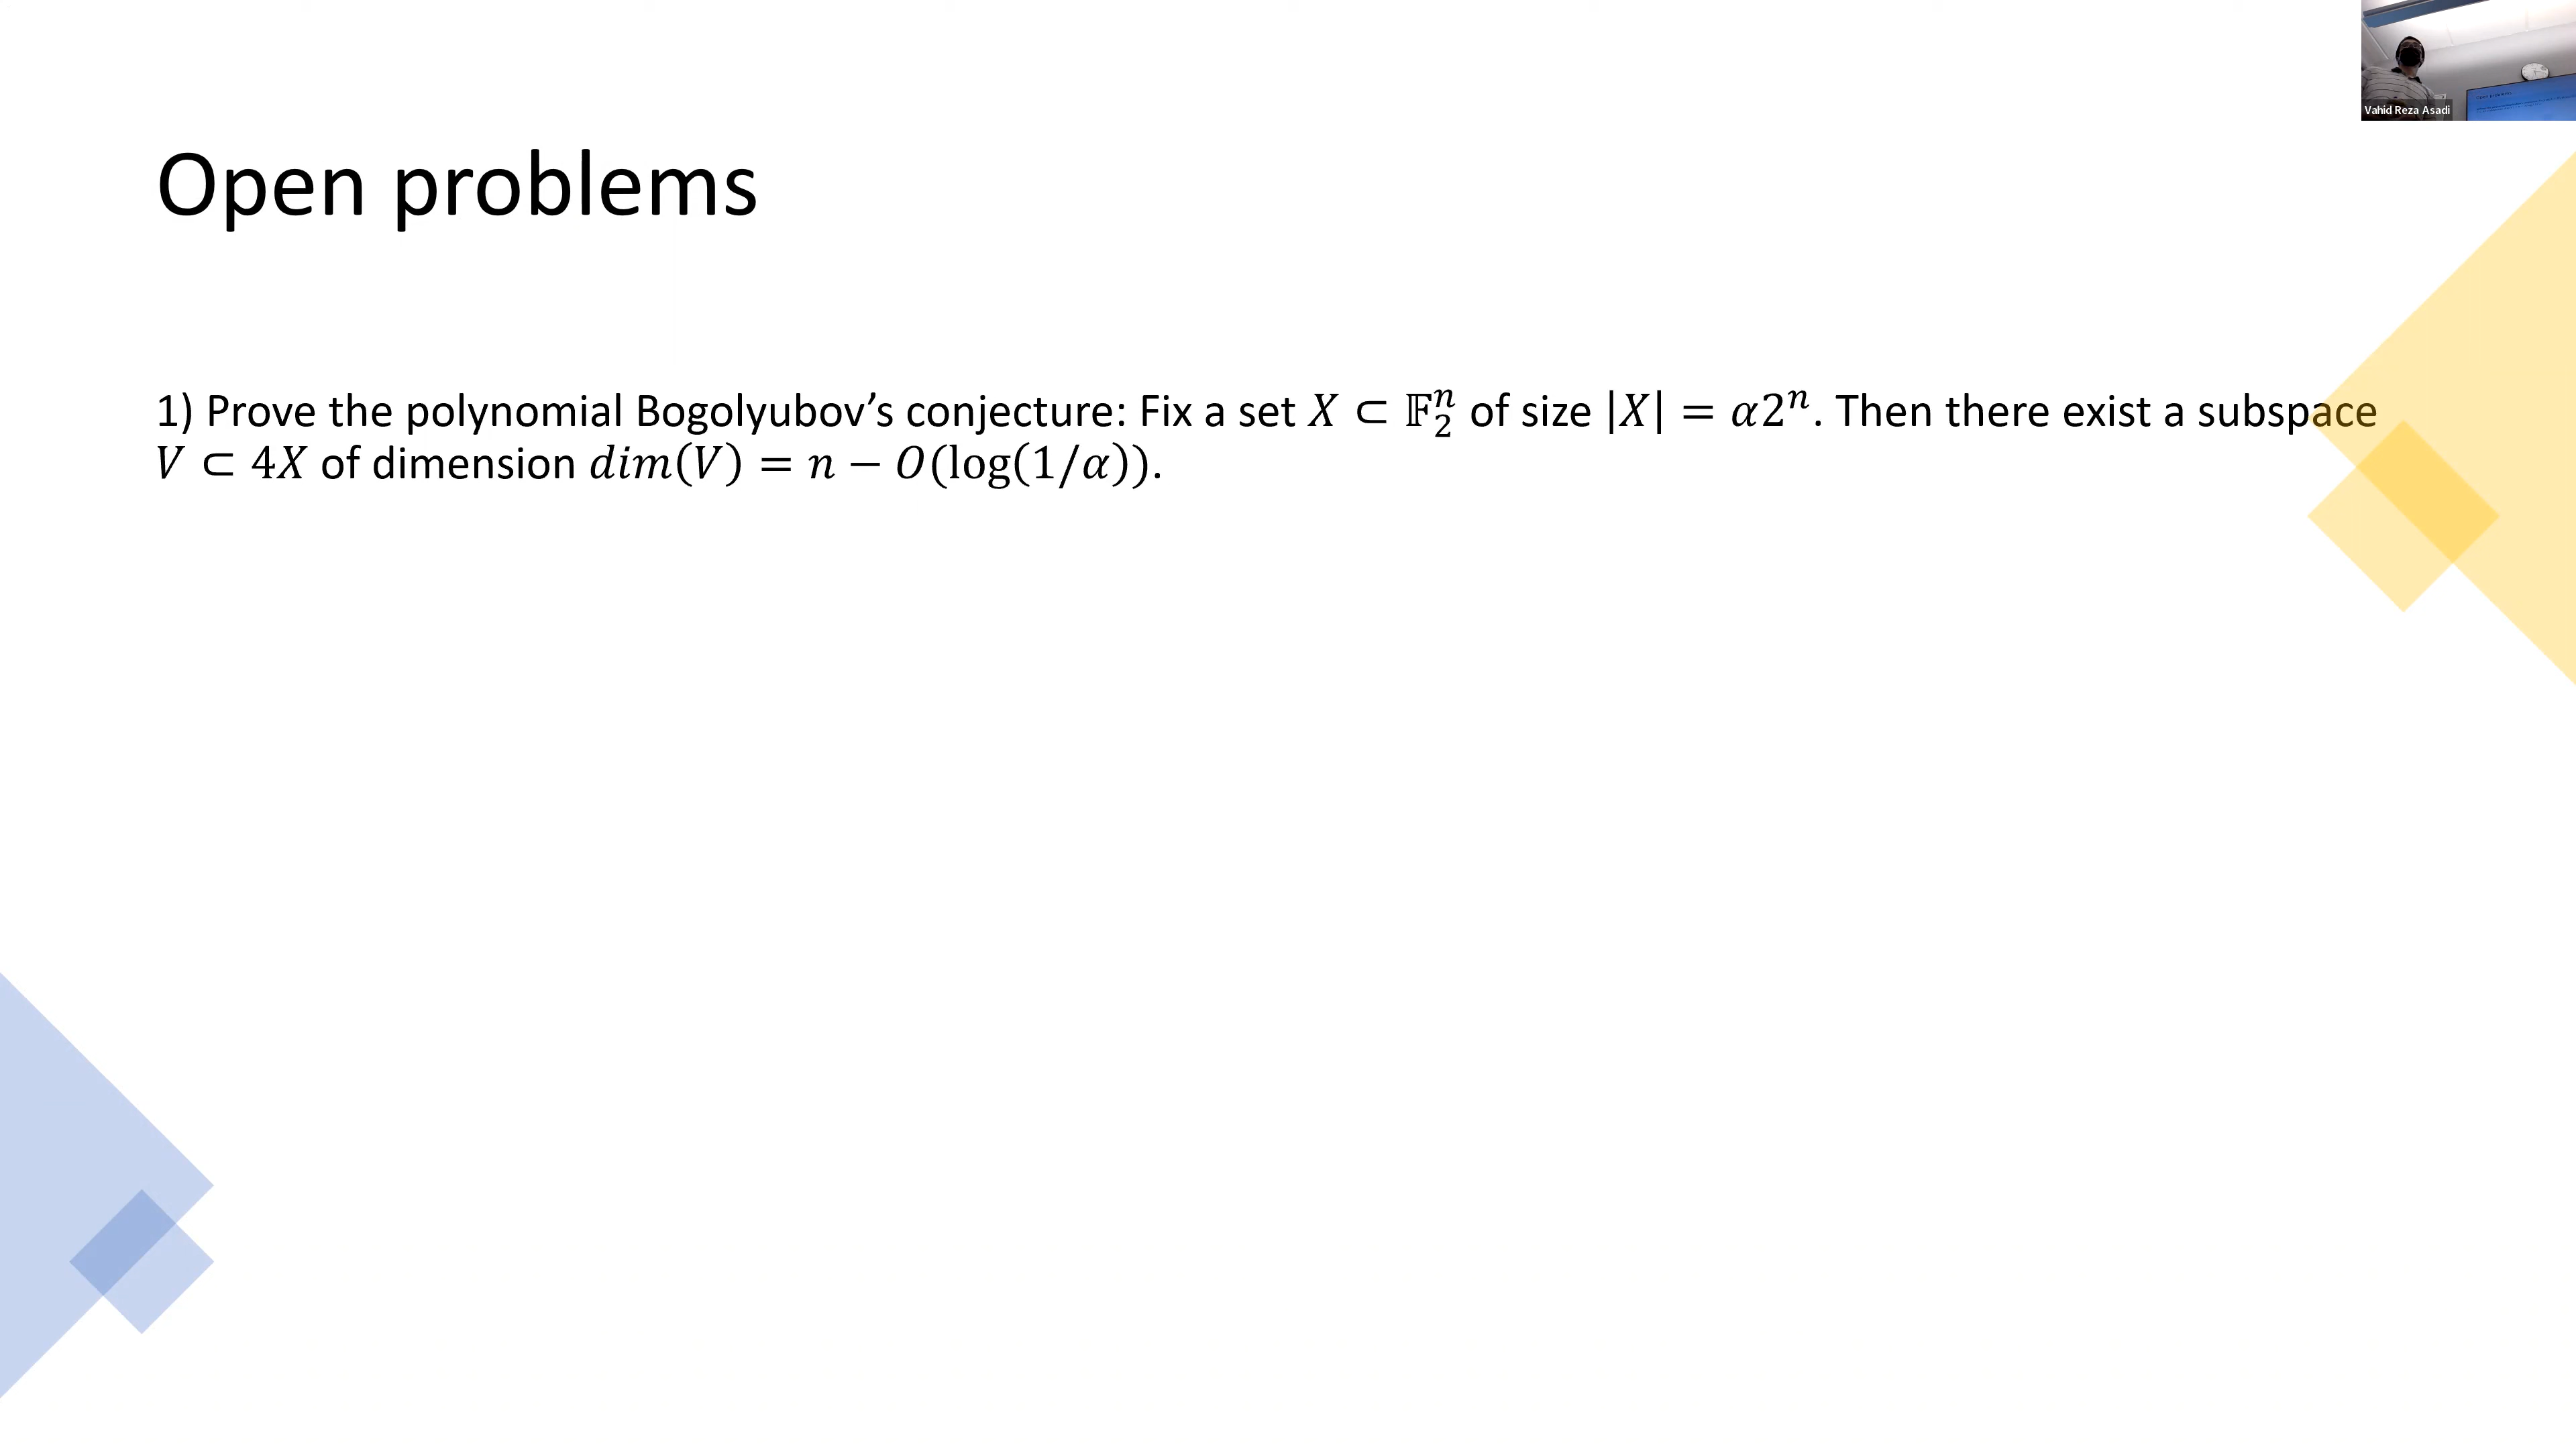 Vahid Reza Asadi
Open problems
1) Prove the polynomial Bogolyubov’s conjecture: Fix a set 𝑋 ⊂ 𝔽₂ⁿ of size |𝑋| = 𝛼2ⁿ. Then there exist a subspace
𝑉 ⊂ 4𝑋 of dimension 𝑑𝑖𝑚(𝑉) = 𝑛 − 𝑂(log(1/𝛼)).